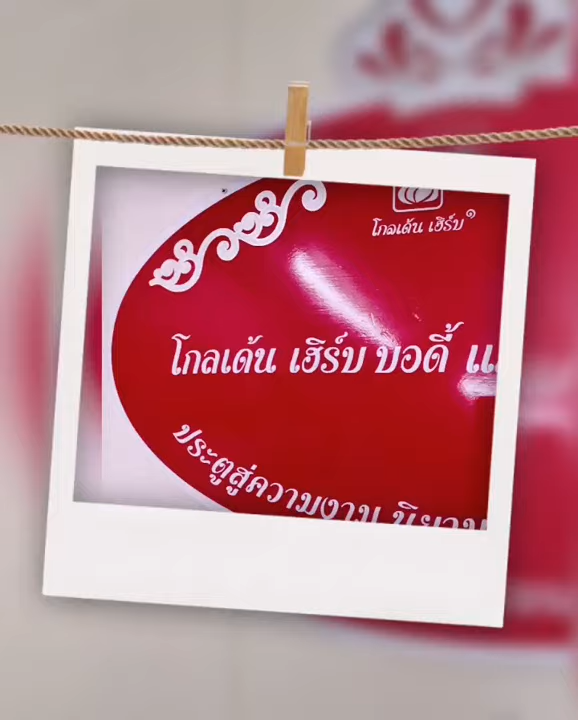 โกลเด้น เฮิร์บ ๑
โกลเด้น เฮิร์บ บอดี้
ประตูสู่ความงาม